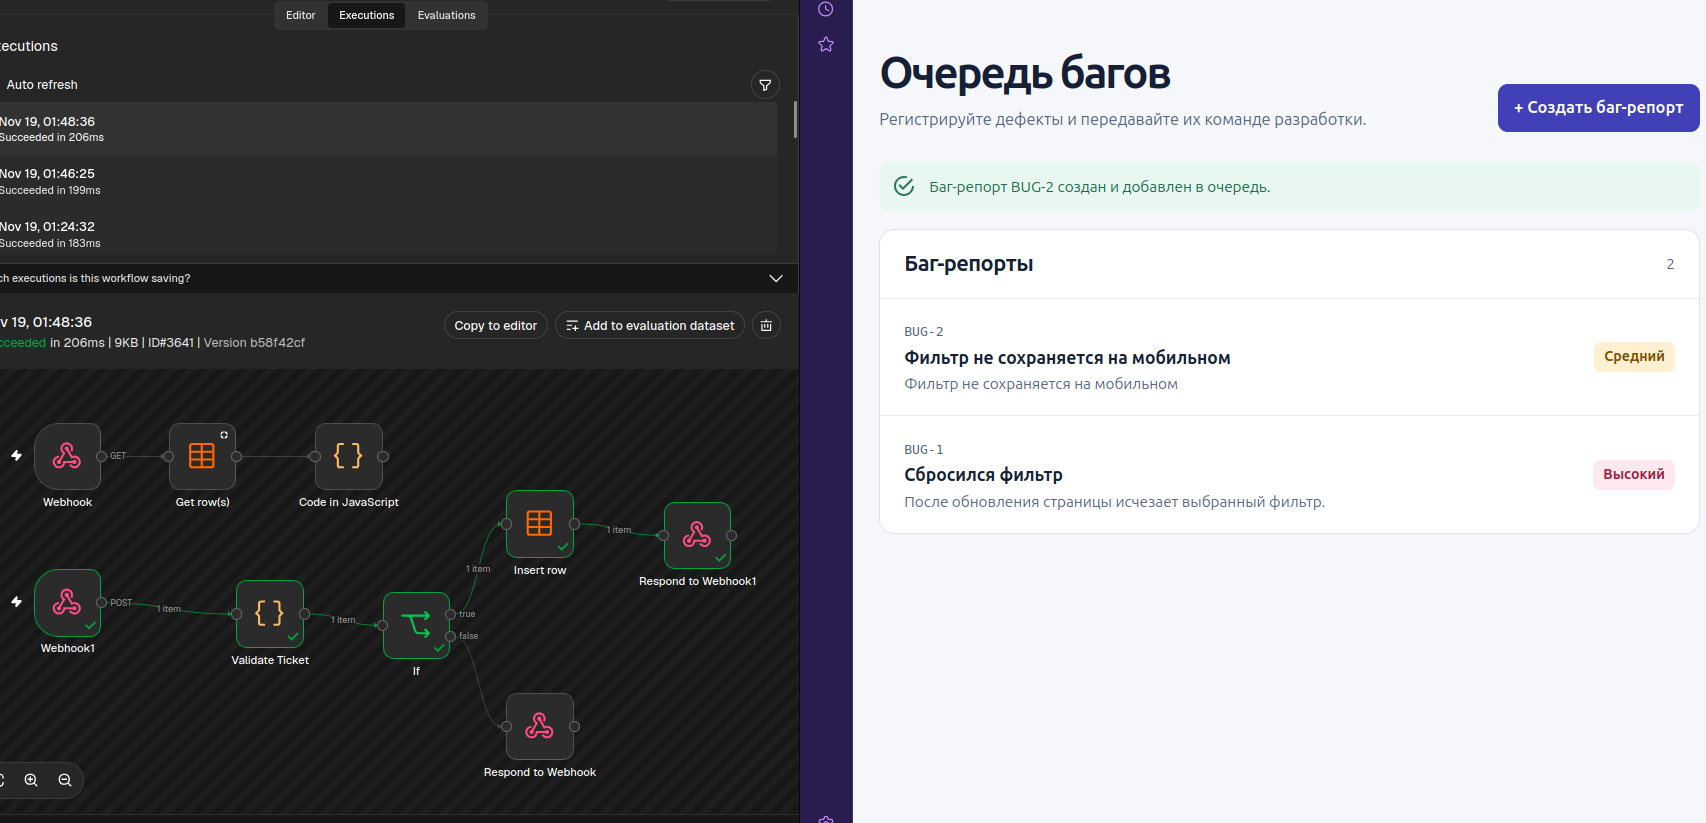 Editor Executions Evaluations
ecutions
Auto refresh
Nov 19, 01:48:36
Succeeded in 206ms
Nov 19, 01:46:25
Succeeded in 199ms
Nov 19, 01:24:32
Succeeded in 183ms
ch executions is this workflow saving?
v 19, 01:48:36
ceeded in 206ms | 9KB | ID#3641 | Version b58f42cf
Copy to editor
Add to evaluation dataset
GET
Webhook
Get row(s)
Code in JavaScript
1 item
1 item
Insert row
Respond to Webhook1
POST
1 item
1 item
true
false
Webhook1
Validate Ticket
If
Respond to Webhook
Очередь багов
Регистрируйте дефекты и передавайте их команде разработки.
+ Создать баг-репорт
Баг-репорт BUG-2 создан и добавлен в очередь.
Баг-репорты
2
BUG-2
Фильтр не сохраняется на мобильном
Фильтр не сохраняется на мобильном
Средний
BUG-1
Сбросился фильтр
После обновления страницы исчезает выбранный фильтр.
Высокий